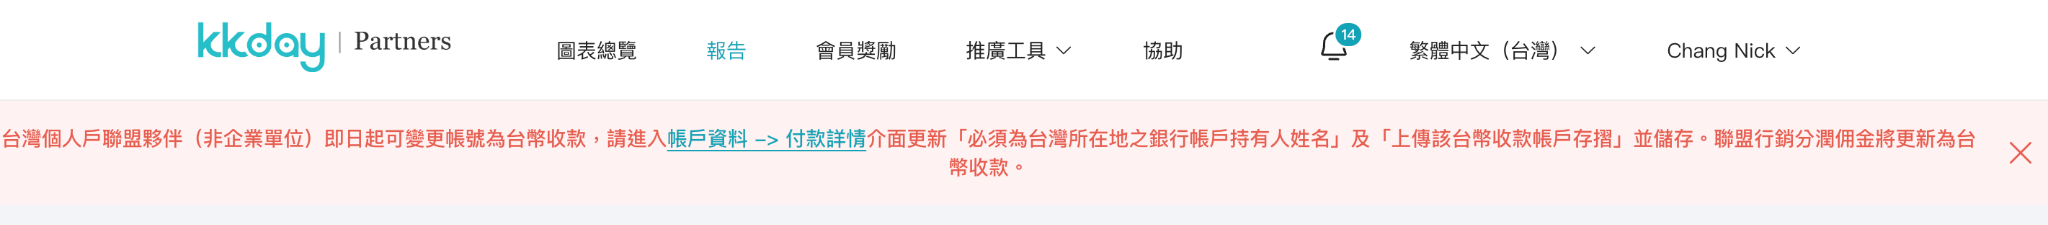 kkday | Partners 圖表總覽 報告 會員獎勵 推廣工具 協助 14 繁體中文（台灣） Chang Nick
台灣個人戶聯盟夥伴（非企業單位）即日起可變更帳號為台幣收款，請進入帳戶資料 –> 付款詳情介面更新「必須為台灣所在地之銀行帳戶持有人姓名」及「上傳該台幣收款帳戶存摺」並儲存。聯盟行銷分潤佣金將更新為台
幣收款。